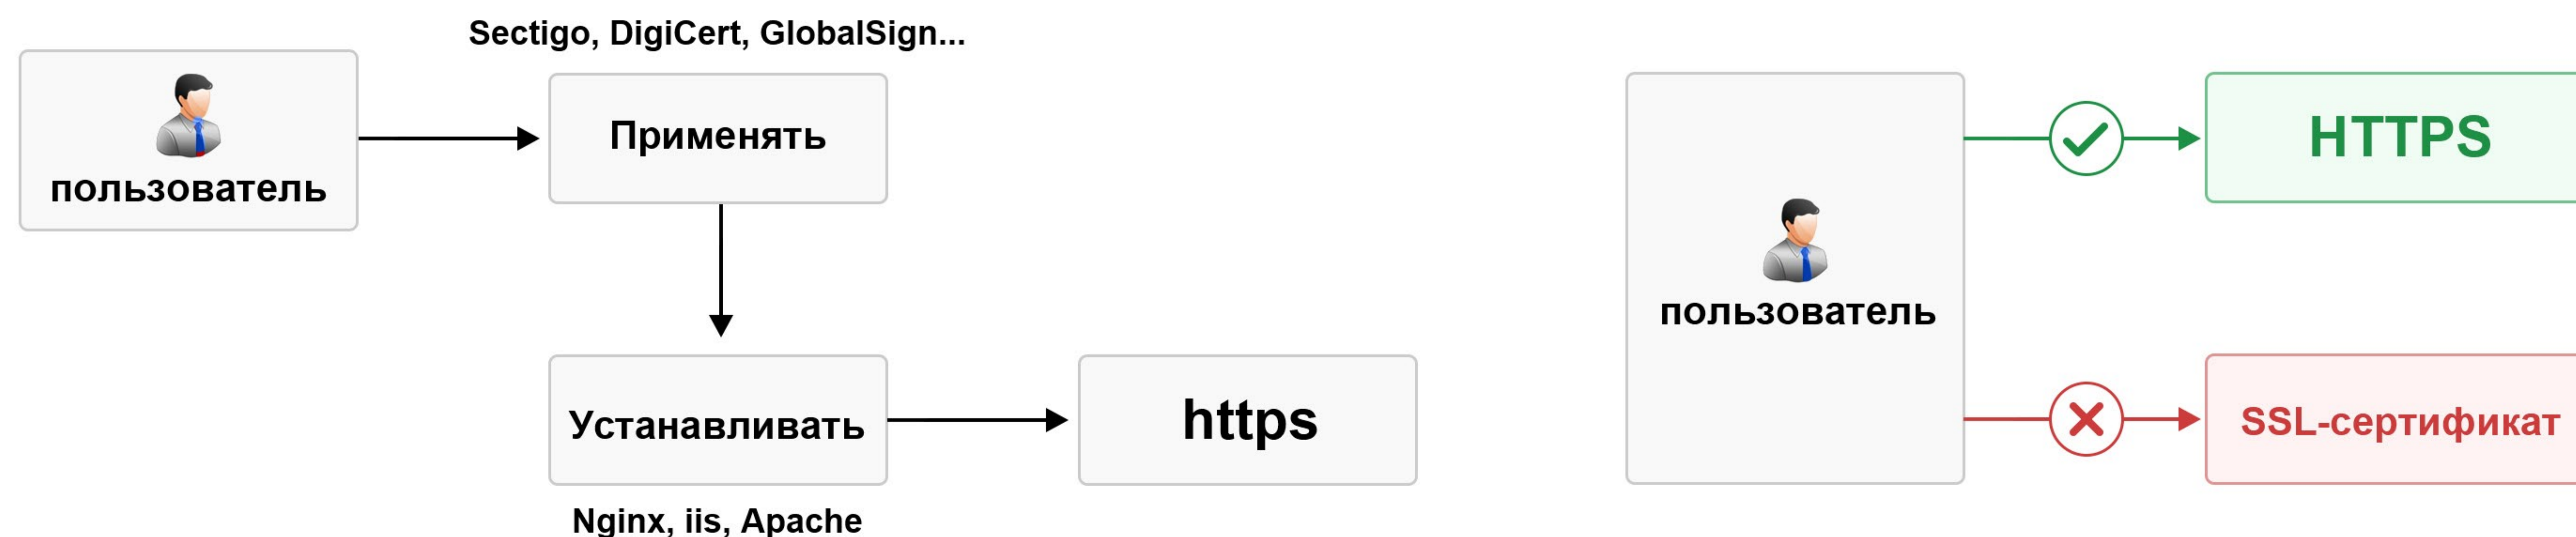 Sectigo, DigiCert, GlobalSign...
пользователь
Применять
Устанавливать
https
Nginx, iis, Apache
пользователь
HTTPS
SSL-сертификат